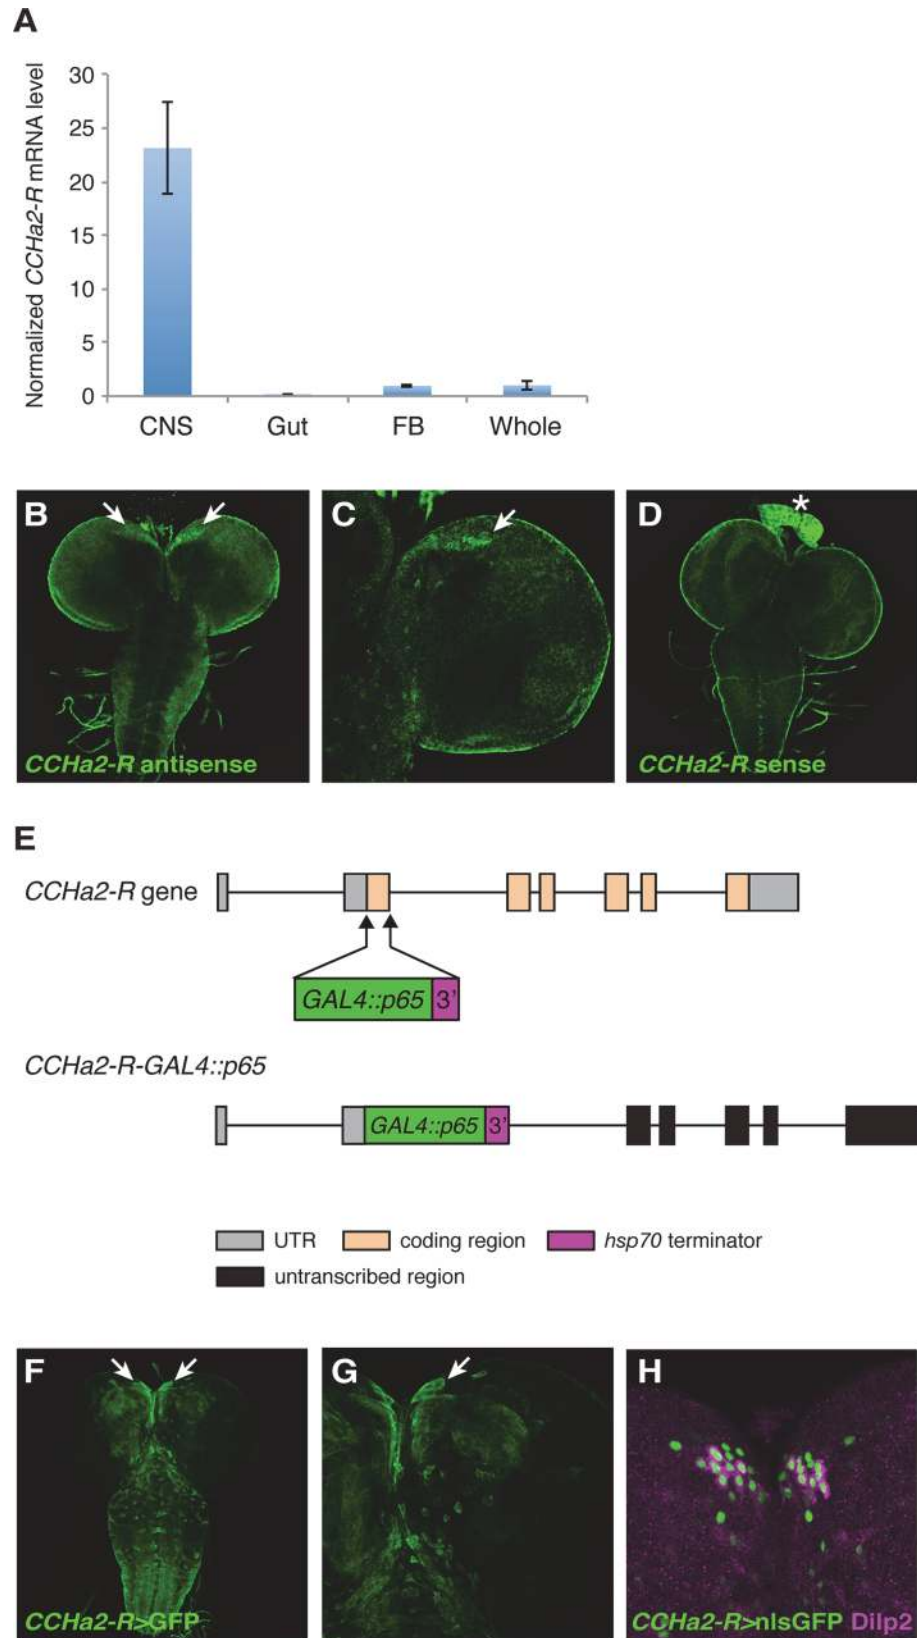 A
Normalized CCHa2-R mRNA level
30
25
20
15
10
5
0
CNS Gut FB Whole
B
CCHa2-R antisense
C
D
*
CCHa2-R sense
E
CCHa2-R gene
GAL4::p65 3'
CCHa2-R-GAL4::p65
GAL4::p65 3'
UTR coding region hsp70 terminator
untranscribed region
F
CCHa2-R>GFP
G
H
CCHa2-R>nlsGFP Dilp2